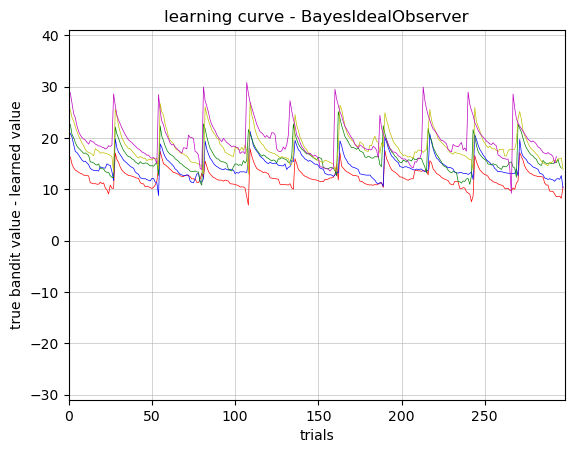 learning curve - BayesIdealObserver
true bandit value - learned value
40
30
20
10
0
−10
−20
−30
0 50 100 150 200 250
trials